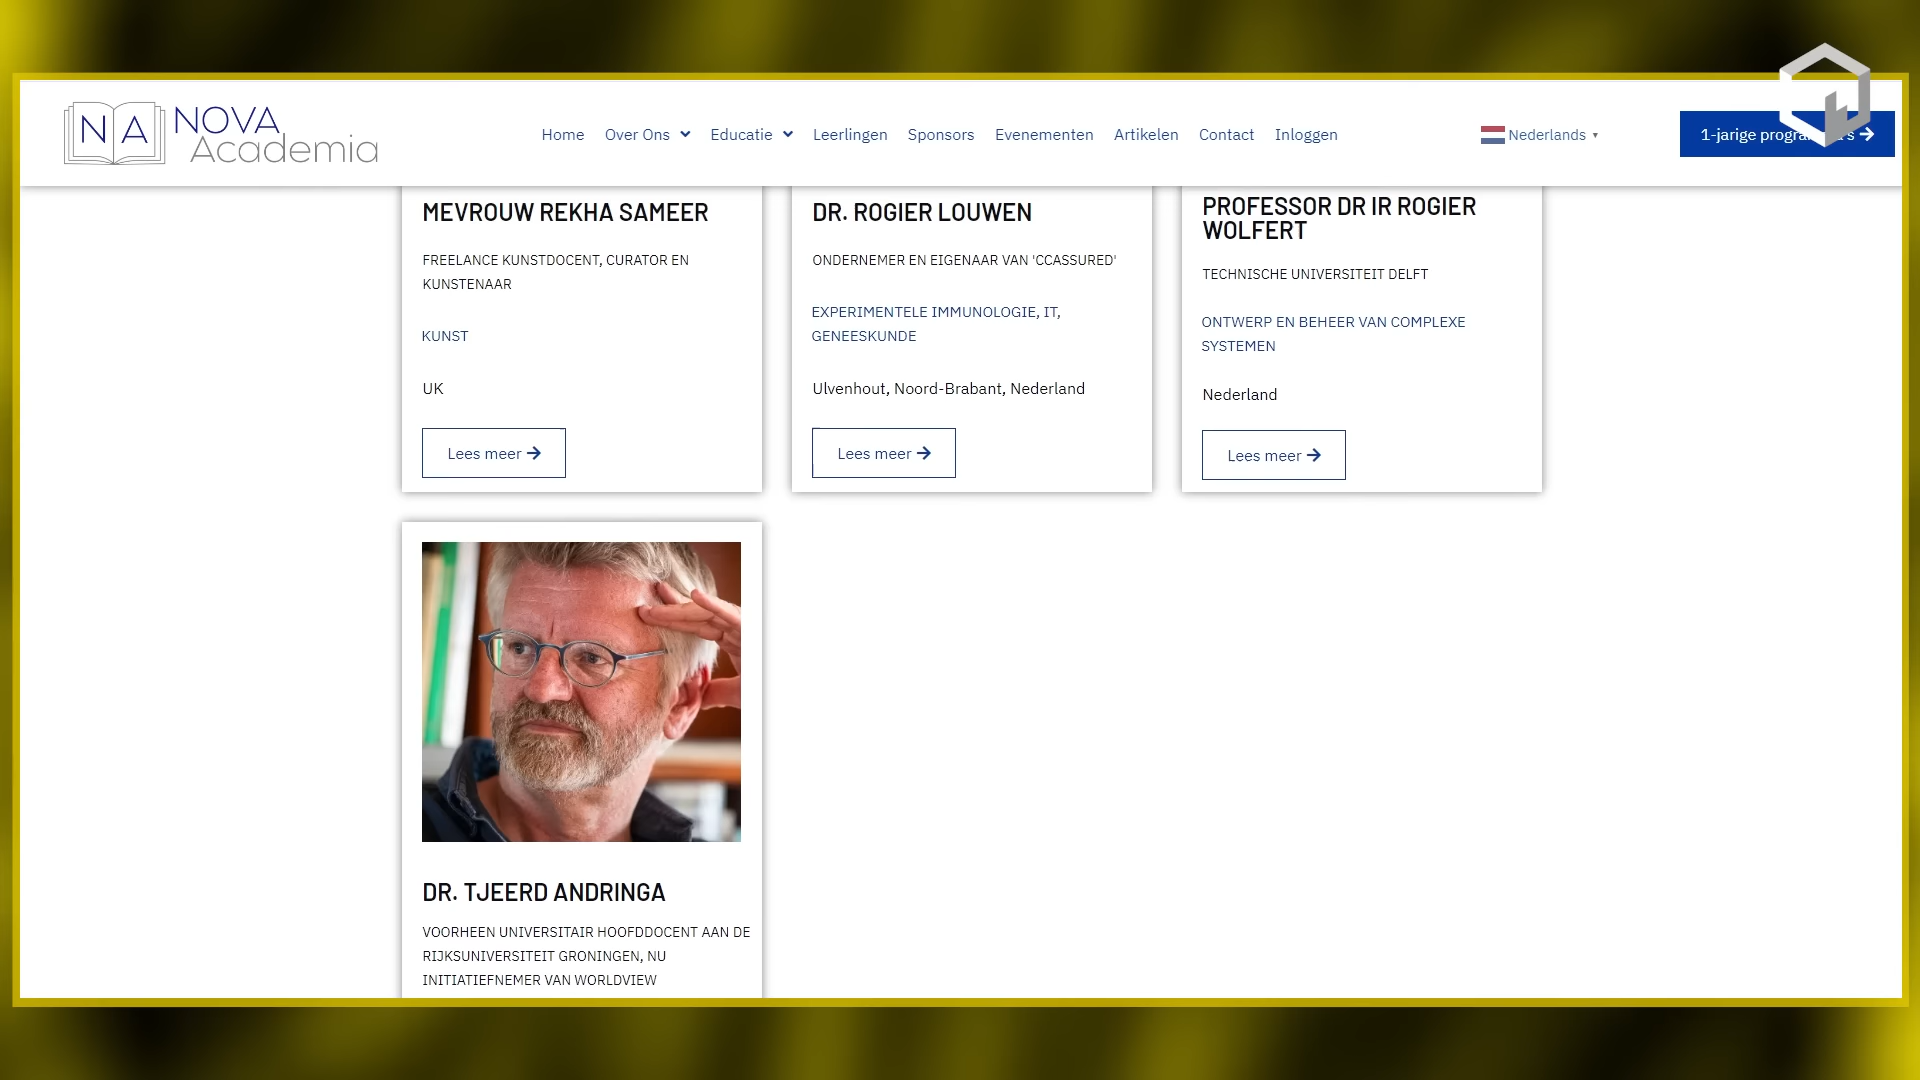 N A NOVA
Academia
Home Over Ons Educatie Leerlingen Sponsors Evenementen Artikelen Contact Inloggen
Nederlands ▼
1-jarige
MEVROUW REKHA SAMEER
FREELANCE KUNSTDOCENT, CURATOR EN
KUNSTENAAR
KUNST
UK
Lees meer →
DR. ROGIER LOUWEN
ONDERNEMER EN EIGENAAR VAN 'CCASSURED'
EXPERIMENTELE IMMUNOLOGIE, IT,
GENEESKUNDE
Ulvenhout, Noord-Brabant, Nederland
Lees meer →
PROFESSOR DR IR ROGIER
WOLFERT
TECHNISCHE UNIVERSITEIT DELFT
ONTWERP EN BEHEER VAN COMPLEXE
SYSTEMEN
Nederland
Lees meer →
DR. TJEERD ANDRINGA
VOORHEEN UNIVERSITAIR HOOFDDOCENT AAN DE
RIJKSUNIVERSITEIT GRONINGEN, NU
INITIATIEFNEMER VAN WORLDVIEW